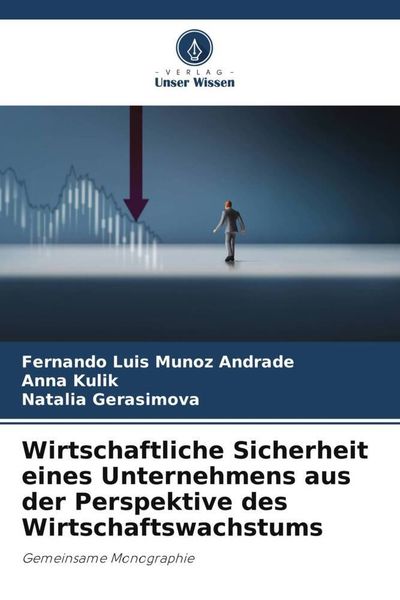 - VERLAG -
Unser Wissen
Fernando Luis Munoz Andrade
Anna Kulik
Natalia Gerasimova
Wirtschaftliche Sicherheit
eines Unternehmens aus
der Perspektive des
Wirtschaftswachstums
Gemeinsame Monographie